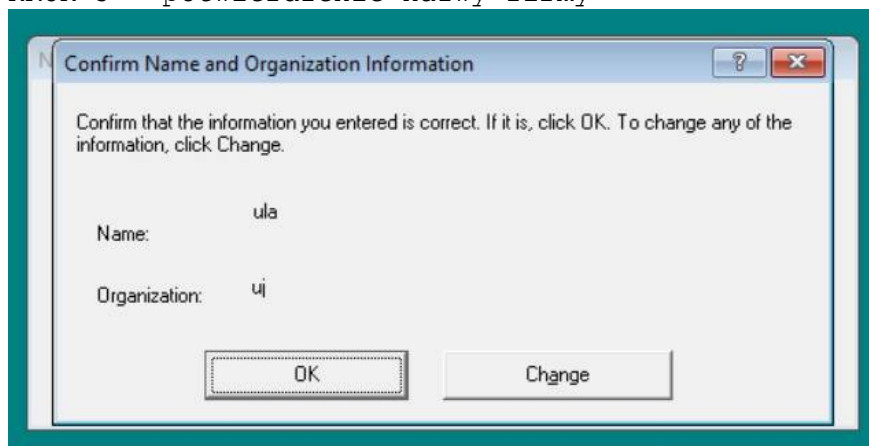 Confirm Name and Organization Information
Confirm that the information you entered is correct. If it is, click OK. To change any of the
information, click Change.
ula
Name:
uj
Organization:
OK
Change